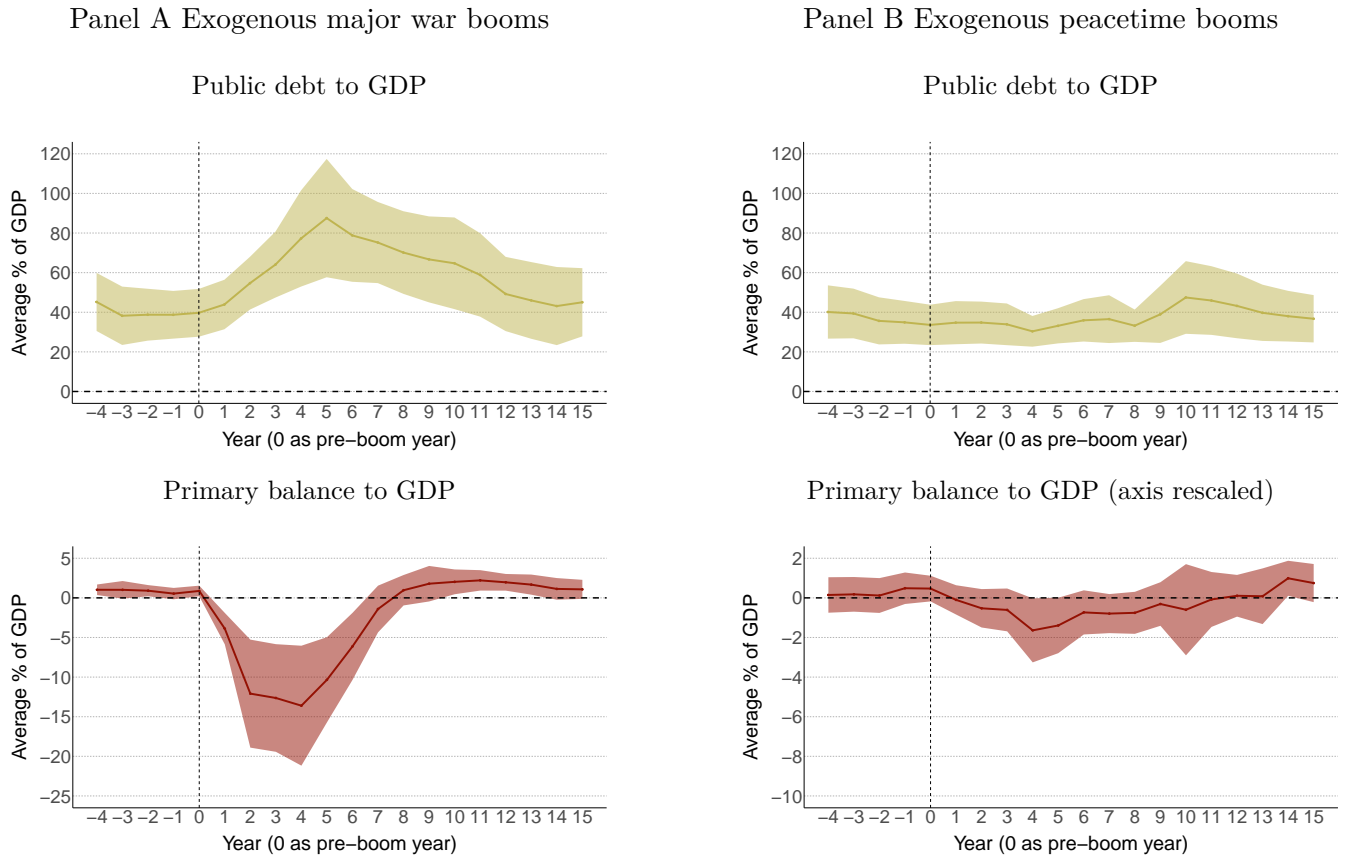 Panel A Exogenous major war booms
Public debt to GDP
Average % of GDP
120
100
80
60
40
20
0
−4 −3 −2 −1 0 1 2 3 4 5 6 7 8 9 10 11 12 13 14 15
Year (0 as pre−boom year)
Primary balance to GDP
Average % of GDP
5
0
−5
−10
−15
−20
−25
−4 −3 −2 −1 0 1 2 3 4 5 6 7 8 9 10 11 12 13 14 15
Year (0 as pre−boom year)
Panel B Exogenous peacetime booms
Public debt to GDP
Average % of GDP
120
100
80
60
40
20
0
−4 −3 −2 −1 0 1 2 3 4 5 6 7 8 9 10 11 12 13 14 15
Year (0 as pre−boom year)
Primary balance to GDP (axis rescaled)
Average % of GDP
2
0
−2
−4
−6
−8
−10
−4 −3 −2 −1 0 1 2 3 4 5 6 7 8 9 10 11 12 13 14 15
Year (0 as pre−boom year)